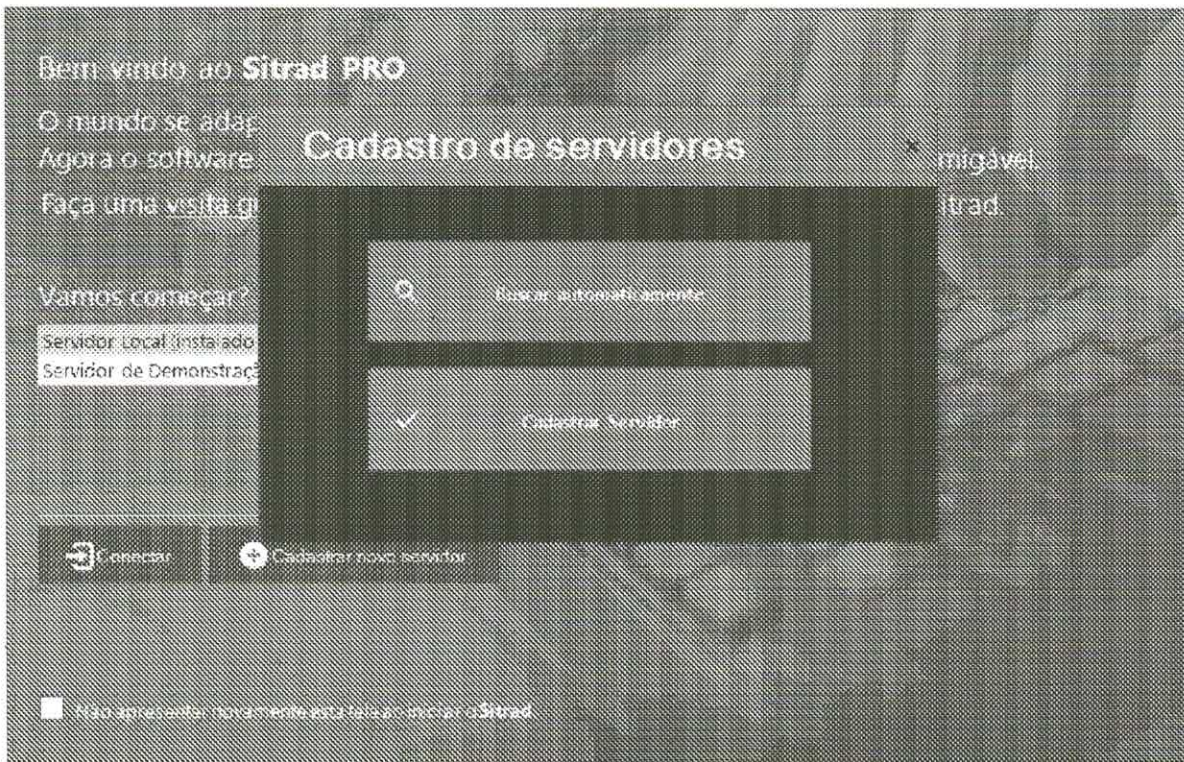 Bem vindo ao Sitrad PRO
O mundo se adap
Agora o software
migável.
Faça uma visita g
itrad.
Cadastro de servidores
×
Buscar automaticamente
Cadastrar Servidor
Vamos começar?
Servidor Local (instalado
Servidor de Demonstraç
Conectar
Cadastrar novo servidor
Não apresentar novamente esta tela ao iniciar o Sitrad.